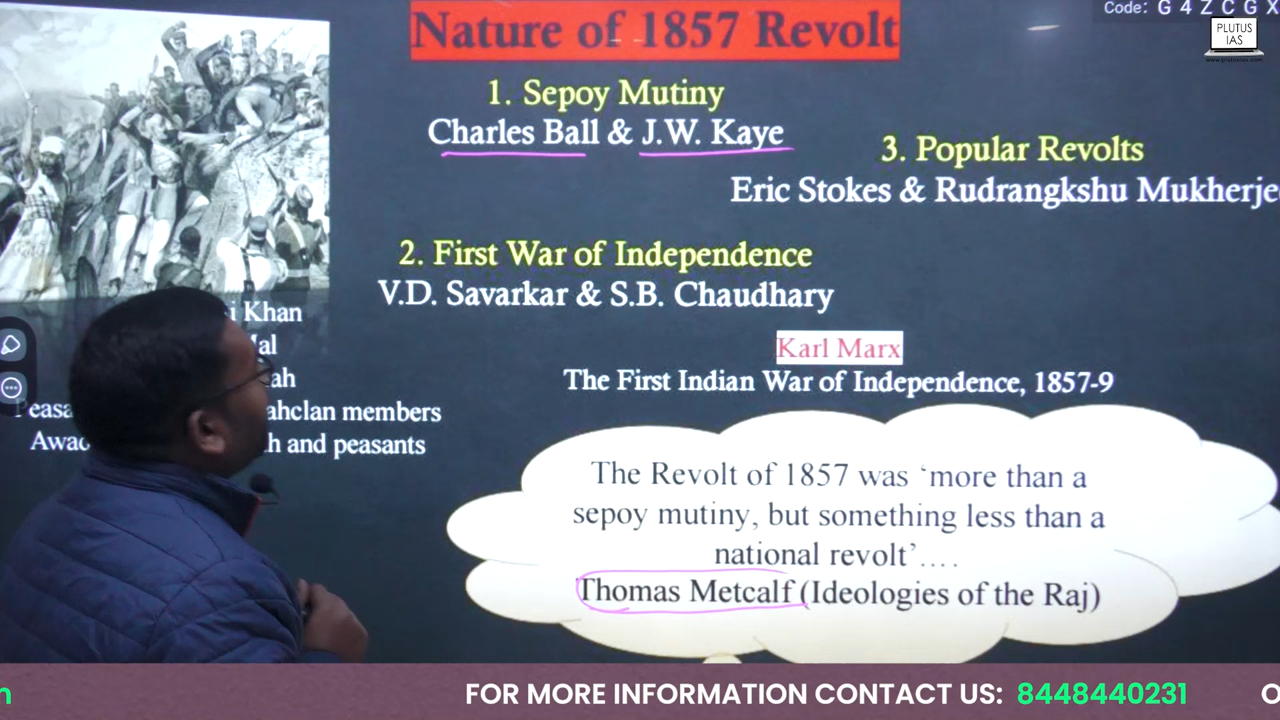 Code: G 4 Z C G X
PLUTUS
IAS
Nature of 1857 Revolt
1. Sepoy Mutiny
Charles Ball & J.W. Kaye
3. Popular Revolts
Eric Stokes & Rudrangkshu Mukherje
2. First War of Independence
V.D. Savarkar & S.B. Chaudhary
Khan
Karl Marx
The First Indian War of Independence, 1857-9
members
and peasants
The Revolt of 1857 was ‘more than a
sepoy mutiny, but something less than a
national revolt’....
Thomas Metcalf (Ideologies of the Raj)
FOR MORE INFORMATION CONTACT US: 8448440231